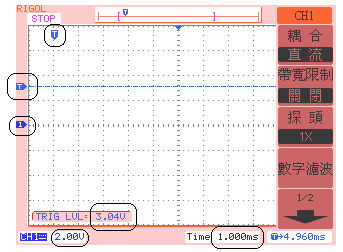 RIGOL
STOP
T
CH1
耦 合
直 流
帶寬限制
關 閉
探 頭
1X
數字濾波
1/2
T
T
1
TRIG LVL: 3.04V
CH1 2.00V
Time 1.000ms
T→4.960ms